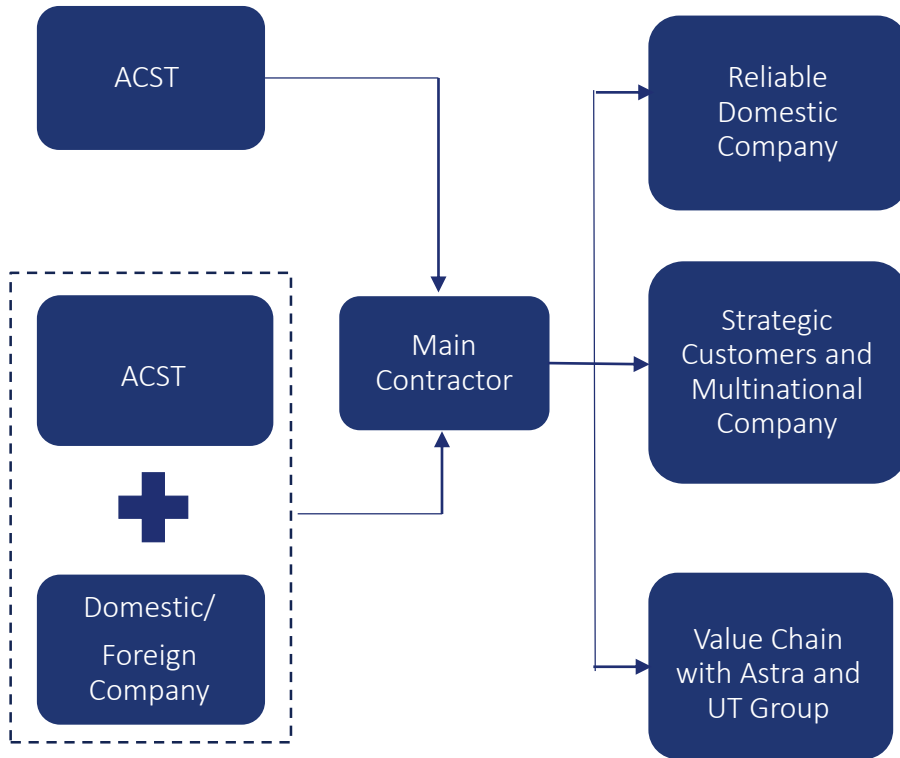 ACST
ACST
Domestic/
Foreign
Company
Main
Contractor
Reliable
Domestic
Company
Strategic
Customers and
Multinational
Company
Value Chain
with Astra and
UT Group